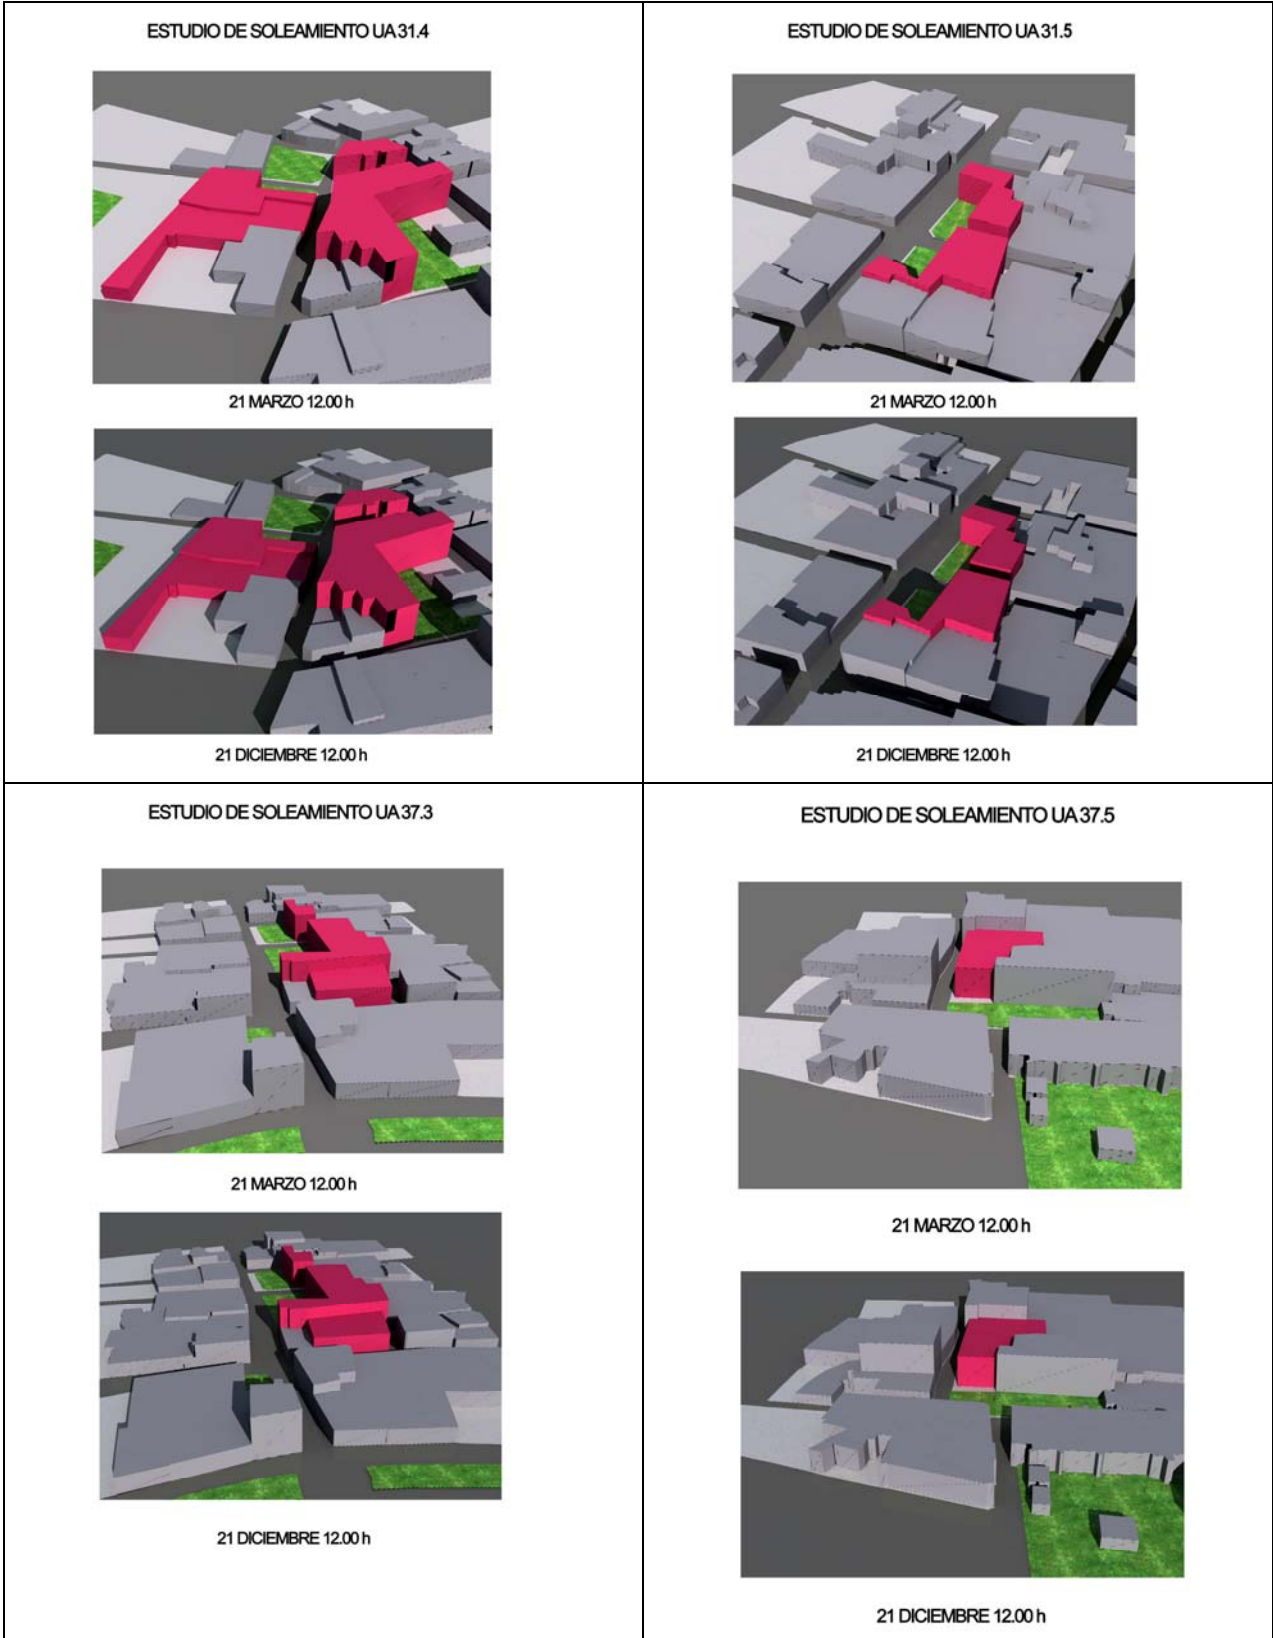 ESTUDIO DE SOLEAMIENTO UA 31.4
21 MARZO 12.00 h
21 DICIEMBRE 12.00 h
ESTUDIO DE SOLEAMIENTO UA 31.5
21 MARZO 12.00 h
21 DICIEMBRE 12.00 h
ESTUDIO DE SOLEAMIENTO UA 37.3
21 MARZO 12.00 h
21 DICIEMBRE 12.00 h
ESTUDIO DE SOLEAMIENTO UA 37.5
21 MARZO 12.00 h
21 DICIEMBRE 12.00 h